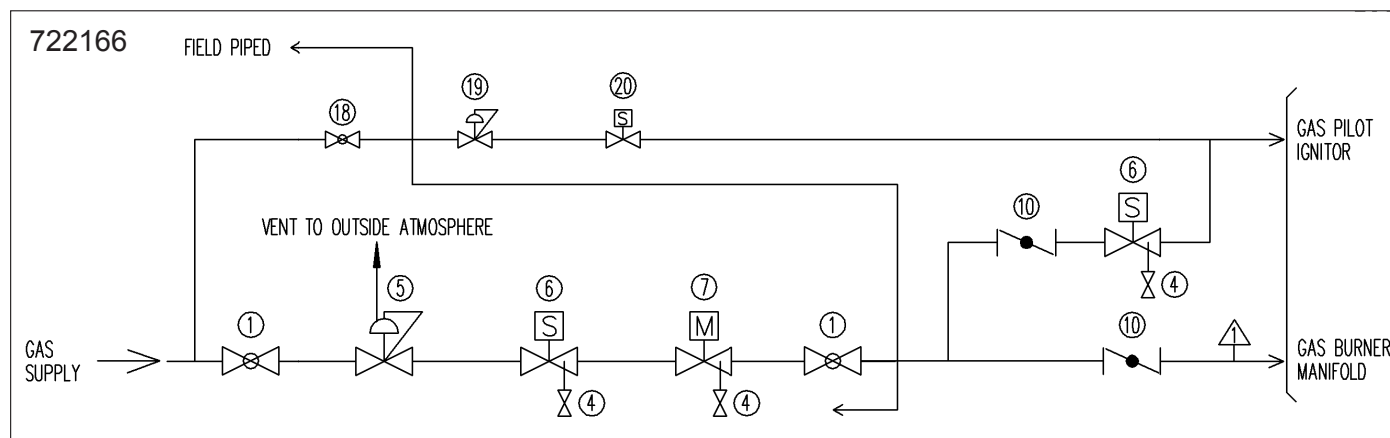 722166
FIELD PIPED
19
20
18
GAS PILOT
IGNITOR
6
S
S
10
VENT TO OUTSIDE ATMOSPHERE
5
6
7
1
S
M
1
4
10
1
GAS
SUPPLY
GAS BURNER
MANIFOLD
4
4